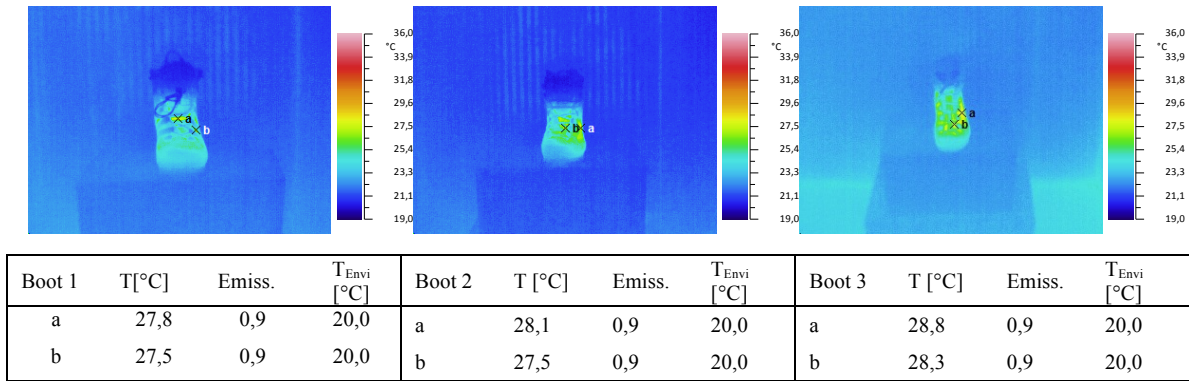 36,0
°C
33,9
31,8
29,6
27,5
25,4
23,3
21,1
19,0
a
b
36,0
°C
33,9
31,8
29,6
27,5
25,4
23,3
21,1
19,0
b a
36,0
°C
33,9
31,8
29,6
27,5
25,4
23,3
21,1
19,0
a
b
Boot 1 T[°C] Emiss. TEnvi [°C]
a 27,8 0,9 20,0
b 27,5 0,9 20,0
Boot 2 T [°C] Emiss. TEnvi [°C]
a 28,1 0,9 20,0
b 27,5 0,9 20,0
Boot 3 T [°C] Emiss. TEnvi [°C]
a 28,8 0,9 20,0
b 28,3 0,9 20,0